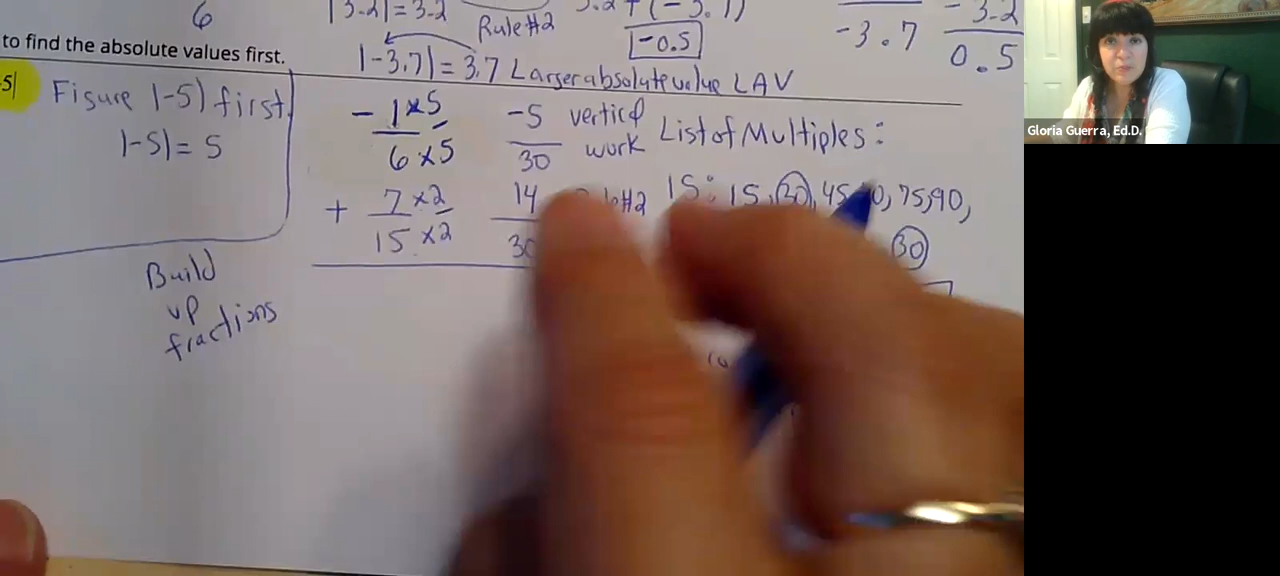 6
|3.2| = 3.2
Rule #2
-0.5
-3.7
-3.2
0.5
to find the absolute values first.
|-3.7| = 3.7 Larger absolute value LAV
-5|
Figure |-5| first.
|-5| = 5
- 1 x 5
6 x 5
-5
30
vertical
work
List of Multiples:
+ 7 x 2
15 x 2
14
30
#2
15: 15, 30, 45, 75, 90,
30
Build
up
fractions
Gloria Guerra, Ed.D.